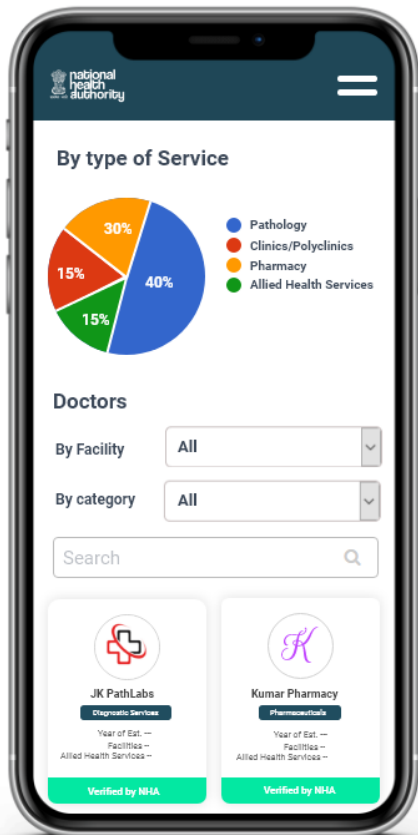 national
health
authority
By type of Service
30%
15%
40%
15%
Pathology
Clinics/Polyclinics
Pharmacy
Allied Health Services
Doctors
By Facility
All
By category
All
Search
JK PathLabs
Diagnostic Services
Year of Est. —
Facilities –
Allied Health Services –
Verified by NHA
K
Kumar Pharmacy
Pharmaceuticals
Year of Est. —
Facilities –
Allied Health Services –
Verified by NHA